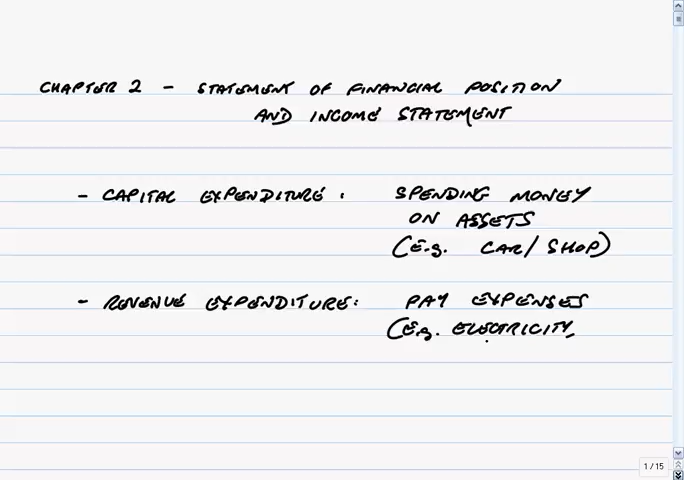 CHAPTER 2 - STATEMENT OF FINANCIAL POSITION
AND INCOME STATEMENT
- CAPITAL EXPENDITURE : SPENDING MONEY
ON ASSETS
(E.g. CAR / SHOP)
- REVENUE EXPENDITURE: PAY EXPENSES
(E.g. ELECTRICITY,
1 / 15